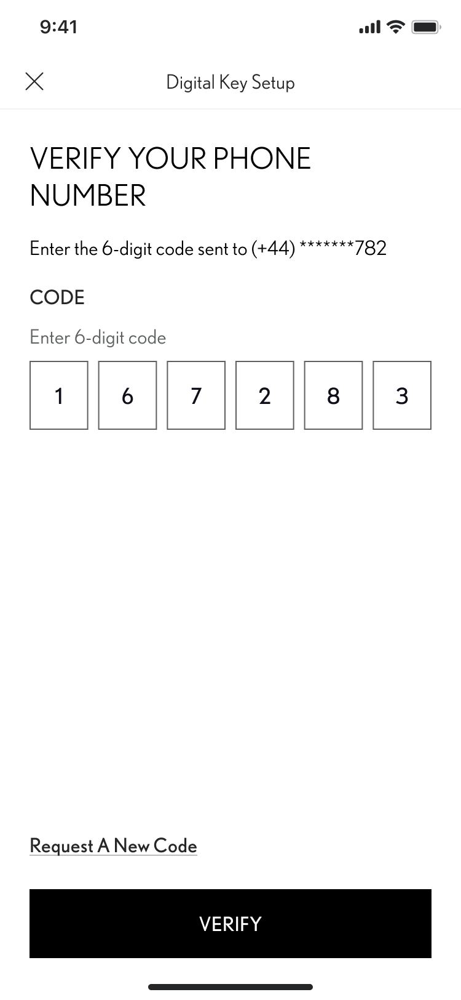 9:41
Digital Key Setup
VERIFY YOUR PHONE
NUMBER
Enter the 6-digit code sent to (+44) *******782
CODE
Enter 6-digit code
1 6 7 2 8 3
Request A New Code
VERIFY